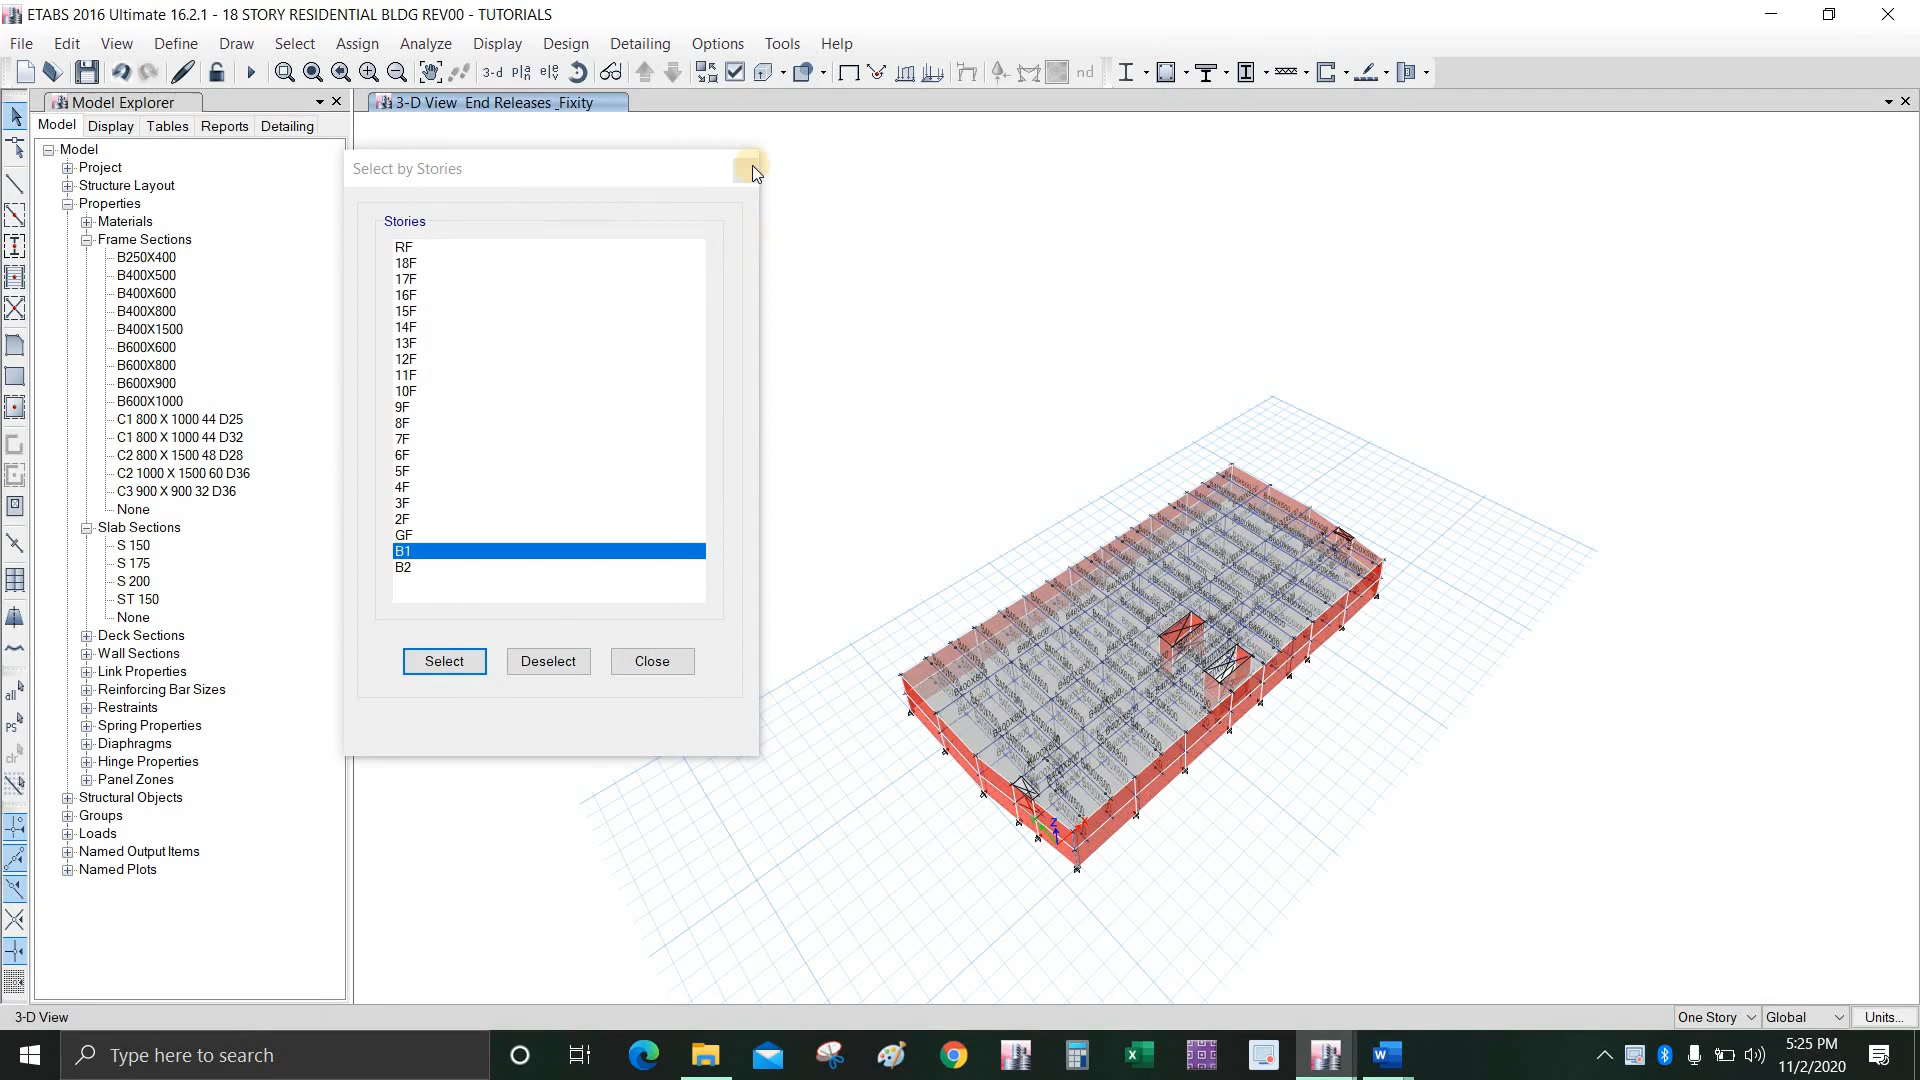 ETABS 2016 Ultimate 16.2.1 - 18 STORY RESIDENTIAL BLDG REV00 - TUTORIALS
File Edit View Define Draw Select Assign Analyze Display Design Detailing Options Tools Help
3-d
nd
Model Explorer
3-D View End Releases _Fixity
Model Display Tables Reports Detailing
Model
Project
Structure Layout
Properties
Materials
Frame Sections
B250X400
B400X500
B400X600
B400X800
B400X1500
B600X600
B600X800
B600X900
B600X1000
C1 800 X 1000 44 D25
C1 800 X 1000 44 D32
C2 800 X 1500 48 D28
C2 1000 X 1500 60 D36
C3 900 X 900 32 D36
None
Slab Sections
S 150
S 175
S 200
ST 150
None
Deck Sections
Wall Sections
Link Properties
Reinforcing Bar Sizes
Restraints
Spring Properties
Diaphragms
Hinge Properties
Panel Zones
Structural Objects
Groups
Loads
Named Output Items
Named Plots
all
PS
clr
Select by Stories
Stories
RF
18F
17F
16F
15F
14F
13F
12F
11F
10F
9F
8F
7F
6F
5F
4F
3F
2F
GF
B1
B2
Select Deselect Close
Z
3-D View
One Story Global Units...
Type here to search
5:25 PM
11/2/2020